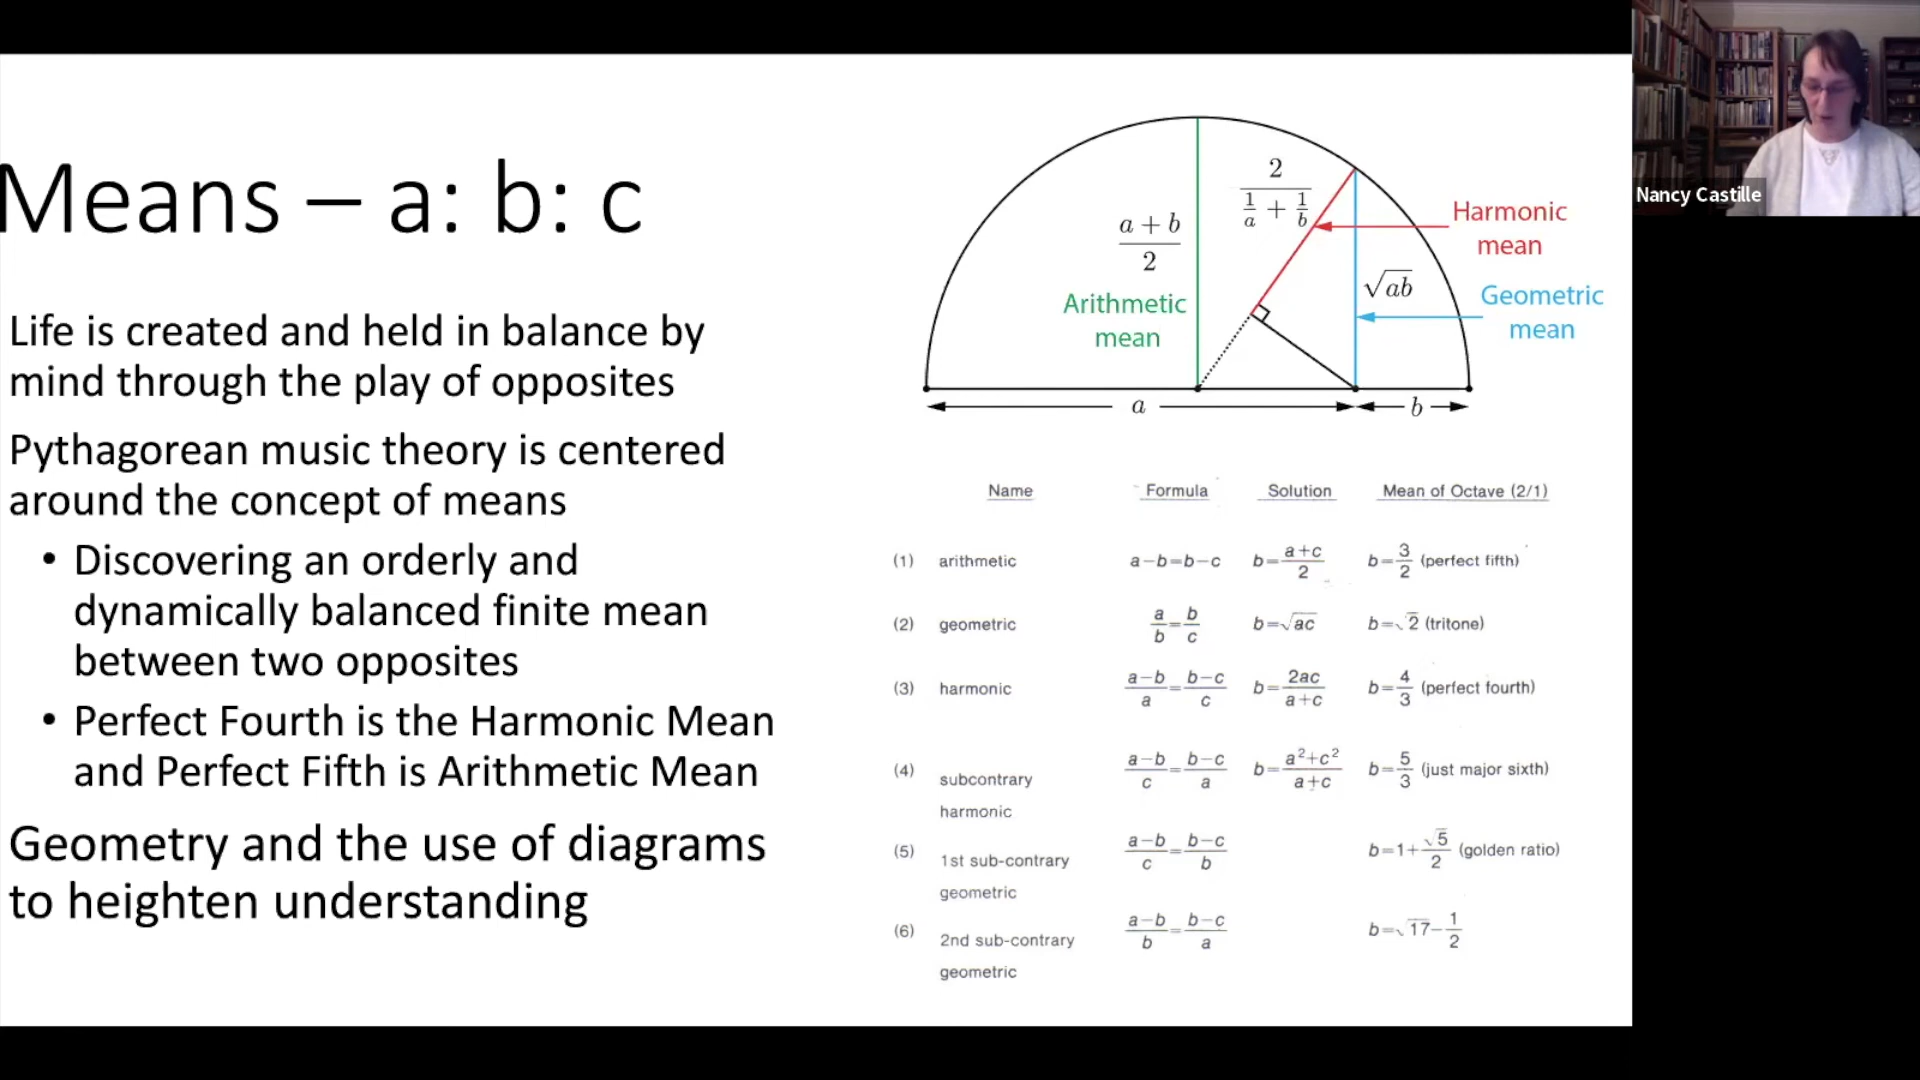 Means – a: b: c
Life is created and held in balance by
mind through the play of opposites
Pythagorean music theory is centered
around the concept of means
• Discovering an orderly and
dynamically balanced finite mean
between two opposites
• Perfect Fourth is the Harmonic Mean
and Perfect Fifth is Arithmetic Mean
Geometry and the use of diagrams
to heighten understanding
(a + b)/2
Arithmetic
mean
2/(1/a + 1/b)
Harmonic
mean
√ab
Geometric
mean
a
b
Name Formula Solution Mean of Octave (2/1)
(1) arithmetic a−b=b−c b=(a+c)/2 b=3/2 (perfect fifth)
(2) geometric a/b=b/c b=√ac b=√2 (tritone)
(3) harmonic (a−b)/a=(b−c)/c b=2ac/(a+c) b=4/3 (perfect fourth)
(4) subcontrary (a−b)/c=(b−c)/a b=(a²+c²)/(a+c) b=5/3 (just major sixth)
harmonic
(5) 1st sub-contrary (a−b)/c=(b−c)/b b=1+√5/2 (golden ratio)
geometric
(6) 2nd sub-contrary (a−b)/b=(b−c)/a b=√17−1/2
geometric
Nancy Castille